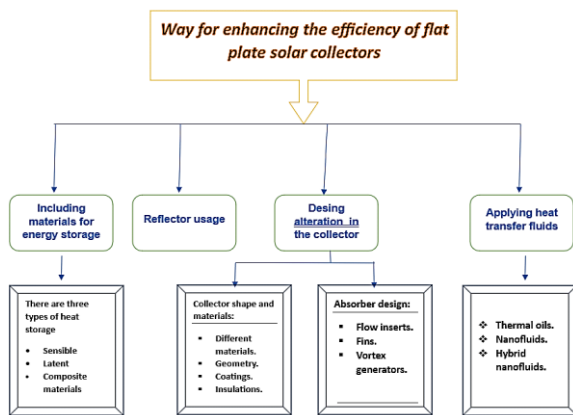 Way for enhancing the efficiency of flat
plate solar collectors
Including
materials for
energy storage
Reflector usage
Desing
alteration in
the collector
Applying heat
transfer fluids
There are three
types of heat
storage
• Sensible
• Latent
• Composite
materials
Collector shape and
materials:
• Different
materials.
• Geometry.
• Coatings.
• Insulations.
Absorber design:
▪ Flow inserts.
▪ Fins.
▪ Vortex
generators.
❖ Thermal oils.
❖ Nanofluids.
❖ Hybrid
nanofluids.